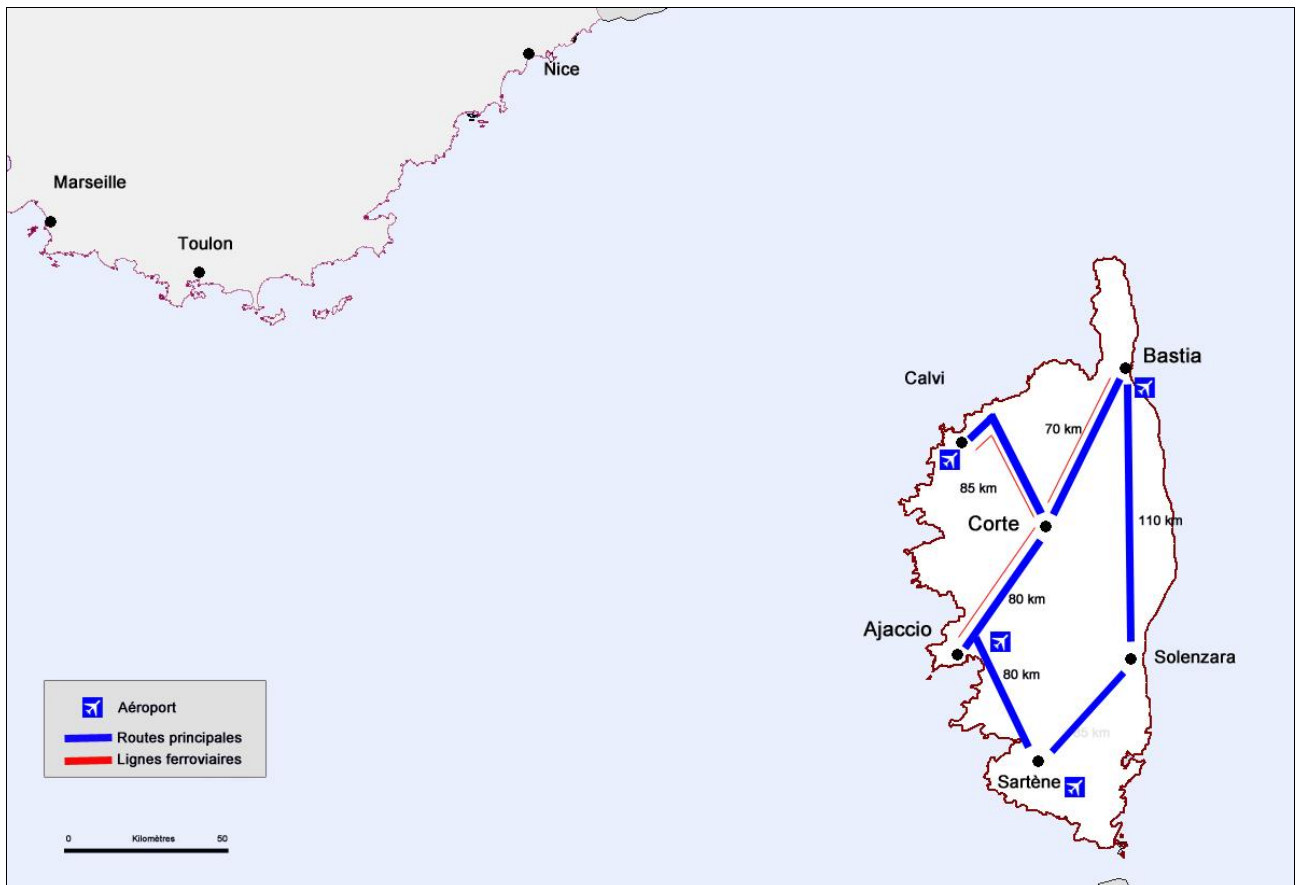 Nice
Marseille
Toulon
Bastia
Calvi
70 km
85 km
Corte
110 km
80 km
Ajaccio
Solenzara
80 km
Aéroport
Routes principales
km
Lignes ferroviaires
Sartène
0 Kilomètres 50